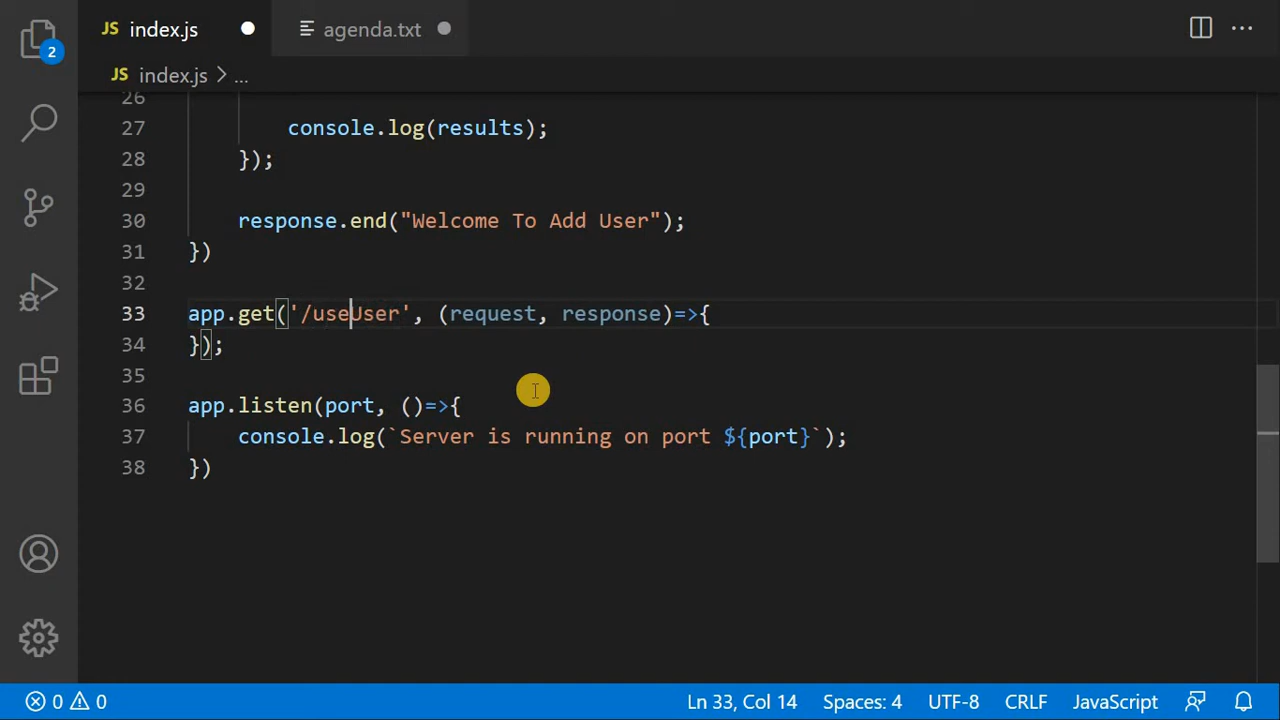 JS index.js
agenda.txt
2
JS index.js > ...
26
27 console.log(results);
28 });
29
30 response.end("Welcome To Add User");
31 })
32
33 app.get('/useUser', (request, response)=>{
34 });
35
36 app.listen(port, ()=>{
37 console.log(`Server is running on port ${port}`);
38 })
0 0 Ln 33, Col 14 Spaces: 4 UTF-8 CRLF JavaScript